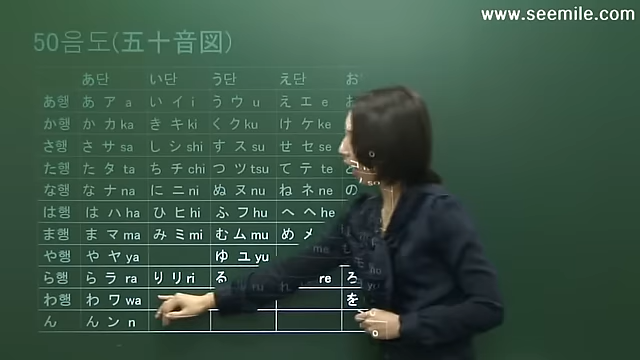 www.seemile.com
50음도(五十音図)
あ단 い단 う단 え단 お
あ행 あ ア a い イ i う ウ u え エ e
か행 か カ ka き キ ki く ク ku け ケ ke
さ행 さ サ sa し シ shi す ス su せ セ se
た행 た タ ta ち チ chi つ ツ tsu て テ te
な행 な ナ na に ニ ni ぬ ヌ nu ね ネ ne の
は행 は ハ ha ひ ヒ hi ふ フ hu へ ヘ he
ま행 ま マ ma み ミ mi む ム mu め メ me
や행 や ヤ ya ゆ ユ yu
ら행 ら ラ ra り リ ri る ru re ろ
わ행 わ ワ wa を
ん ん ン n